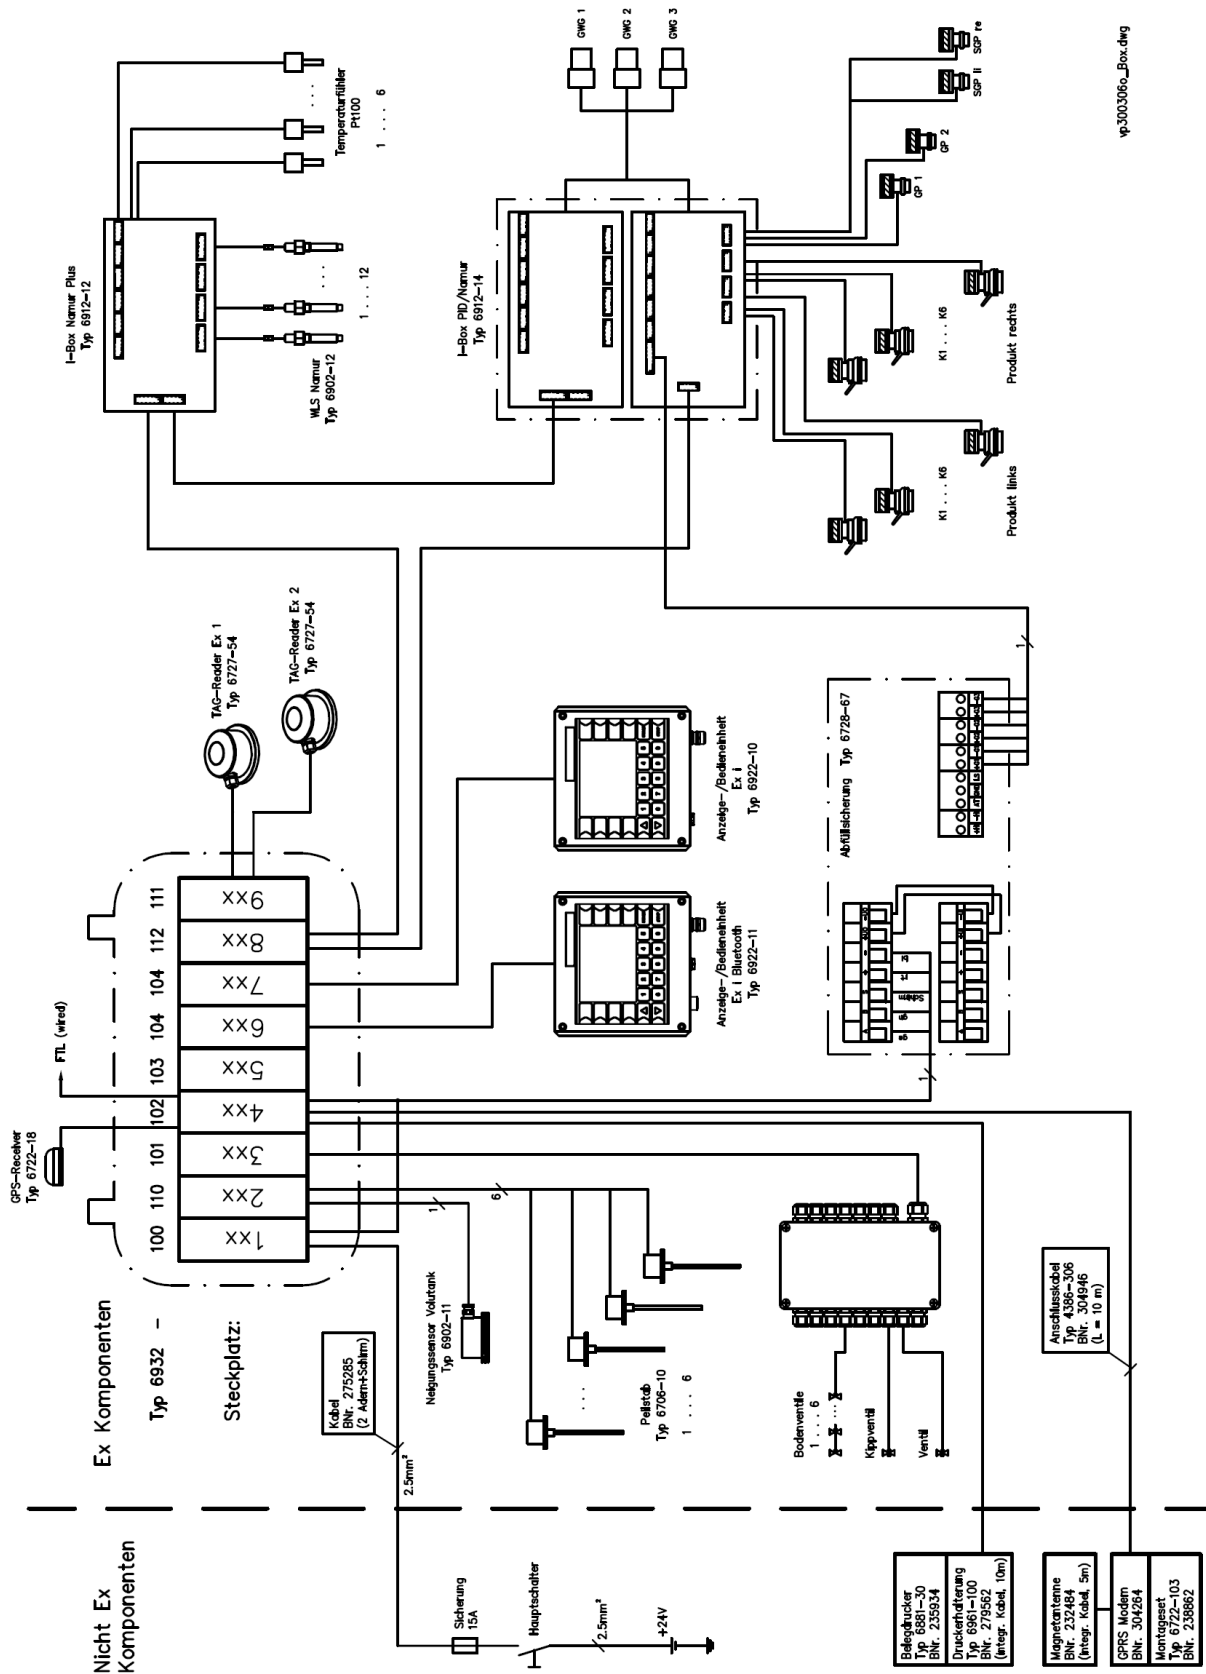 Nicht Ex
Komponenten
Ex Komponenten
Typ 6932 -
Steckplatz:
100
110
101
102
103
104
104
112
111
1xx
2xx
3xx
4xx
5xx
6xx
7xx
8xx
9xx
GPS-Receiver
Typ 6722-18
FTL (wired)
TAG-Reader Ex 1
Typ 6727-54
TAG-Reader Ex 2
Typ 6727-54
I-Box Namur Plus
Typ 6912-12
Temperaturfühler
Pt100
1 . . . 6
WLS Namur
Typ 6902-12
1 . . . 12
I-Box PID/Namur
Typ 6912-14
GWG 1
GWG 2
GWG 3
SGP re
SGP li
GP 2
GP 1
K1 . . . K6
Produkt rechts
K1 . . . K6
Produkt links
Kabel
BNr. 275285
(2 Adern+Schirm)
2.5mm²
Sicherung
15A
Hauptschalter
2.5mm²
+24V
Neigungssensor Volutank
Typ 6902-11
1
6
Peilstab
Typ 6706-10
1 . . . 6
Anzeige-/Bedieneinheit
Ex i Bluetooth
Typ 6922-11
Anzeige-/Bedieneinheit
Ex i
Typ 6922-10
Bodenventile
1 . . . 6
Kippventil
Ventil
Abfüllsicherung Typ 6728-67
Schirm
1
1
Belegdrucker
Typ 6881-30
BNr. 235934
Druckerhalterung
Typ 6961-100
BNr. 279562
(integr. Kabel, 10m)
Magnetantenne
BNr. 232484
(integr. Kabel, 5m)
GPRS Modem
BNr. 304264
Montageset
Typ 6722-103
BNr. 238862
Anschlusskabel
Typ 4386-306
BNr. 304946
(L = 10 m)
vp300306o_Box.dwg